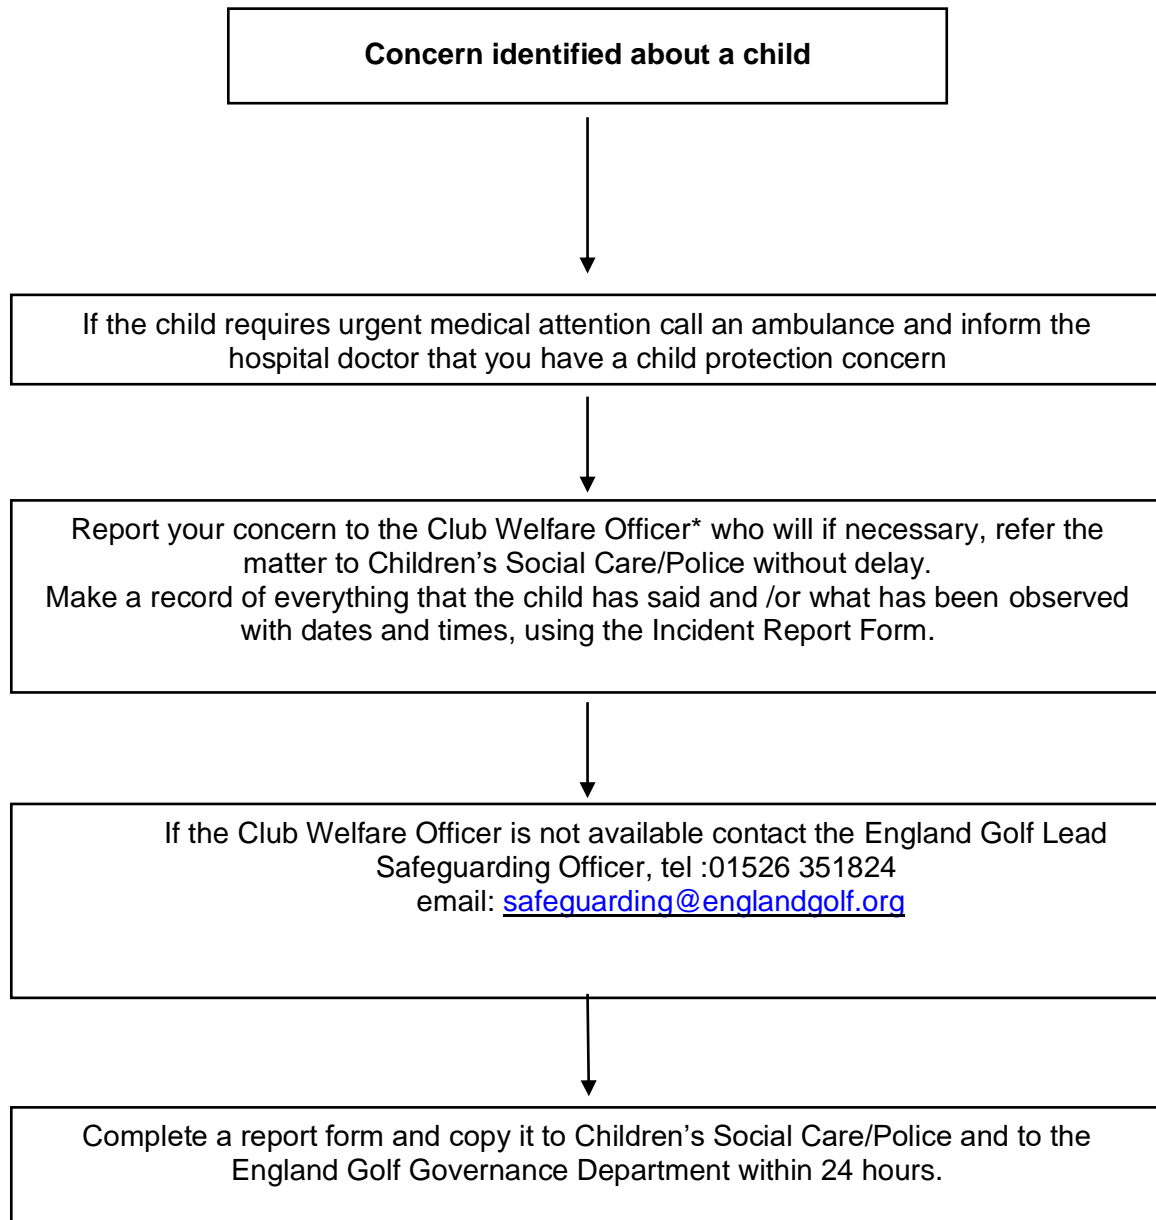 Concern identified about a child
If the child requires urgent medical attention call an ambulance and inform the
hospital doctor that you have a child protection concern
Report your concern to the Club Welfare Officer* who will if necessary, refer the
matter to Children’s Social Care/Police without delay.
Make a record of everything that the child has said and /or what has been observed
with dates and times, using the Incident Report Form.
If the Club Welfare Officer is not available contact the England Golf Lead
Safeguarding Officer, tel :01526 351824
email: safeguarding@englandgolf.org
Complete a report form and copy it to Children’s Social Care/Police and to the
England Golf Governance Department within 24 hours.